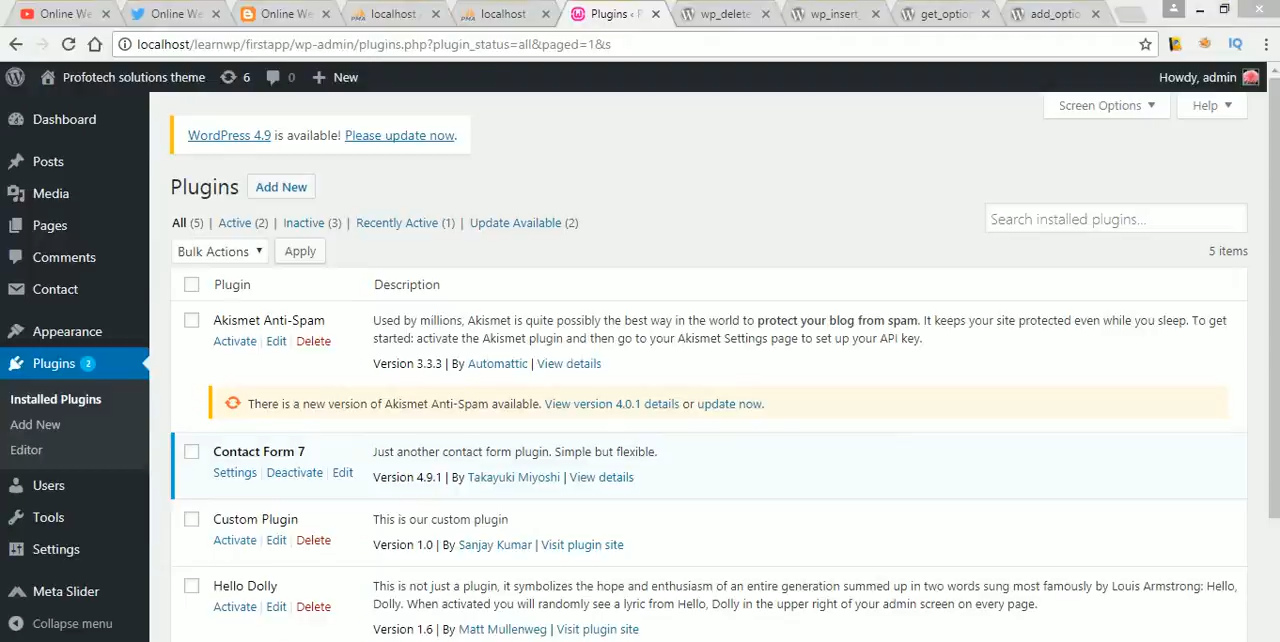 Online We
Online We
Online We
localhost
localhost
Plugins ‹ P
wp_delete
wp_insert_
get_optio
add_optio
localhost/learnwp/firstapp/wp-admin/plugins.php?plugin_status=all&paged=1&s
IQ
Profotech solutions theme
6
0
New
Howdy, admin
Screen Options
Help
Dashboard
Posts
Media
Pages
Comments
Contact
Appearance
Plugins 2
Installed Plugins
Add New
Editor
Users
Tools
Settings
Meta Slider
Collapse menu
WordPress 4.9 is available! Please update now.
Plugins Add New
All (5) | Active (2) | Inactive (3) | Recently Active (1) | Update Available (2)
Search installed plugins...
Bulk Actions Apply
5 items
Plugin Description
Akismet Anti-Spam
Activate | Edit | Delete
Used by millions, Akismet is quite possibly the best way in the world to protect your blog from spam. It keeps your site protected even while you sleep. To get
started: activate the Akismet plugin and then go to your Akismet Settings page to set up your API key.
Version 3.3.3 | By Automattic | View details
There is a new version of Akismet Anti-Spam available. View version 4.0.1 details or update now.
Contact Form 7
Settings | Deactivate | Edit
Just another contact form plugin. Simple but flexible.
Version 4.9.1 | By Takayuki Miyoshi | View details
Custom Plugin
Activate | Edit | Delete
This is our custom plugin
Version 1.0 | By Sanjay Kumar | Visit plugin site
Hello Dolly
Activate | Edit | Delete
This is not just a plugin, it symbolizes the hope and enthusiasm of an entire generation summed up in two words sung most famously by Louis Armstrong: Hello,
Dolly. When activated you will randomly see a lyric from Hello, Dolly in the upper right of your admin screen on every page.
Version 1.6 | By Matt Mullenweg | Visit plugin site